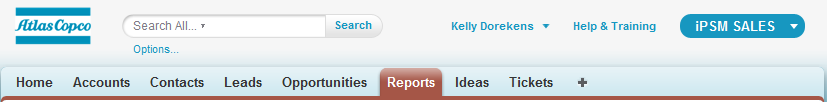 Atlas Copco
Search All... Search
Options...
Kelly Dorekens Help & Training iPSM SALES
Home Accounts Contacts Leads Opportunities Reports Ideas Tickets +